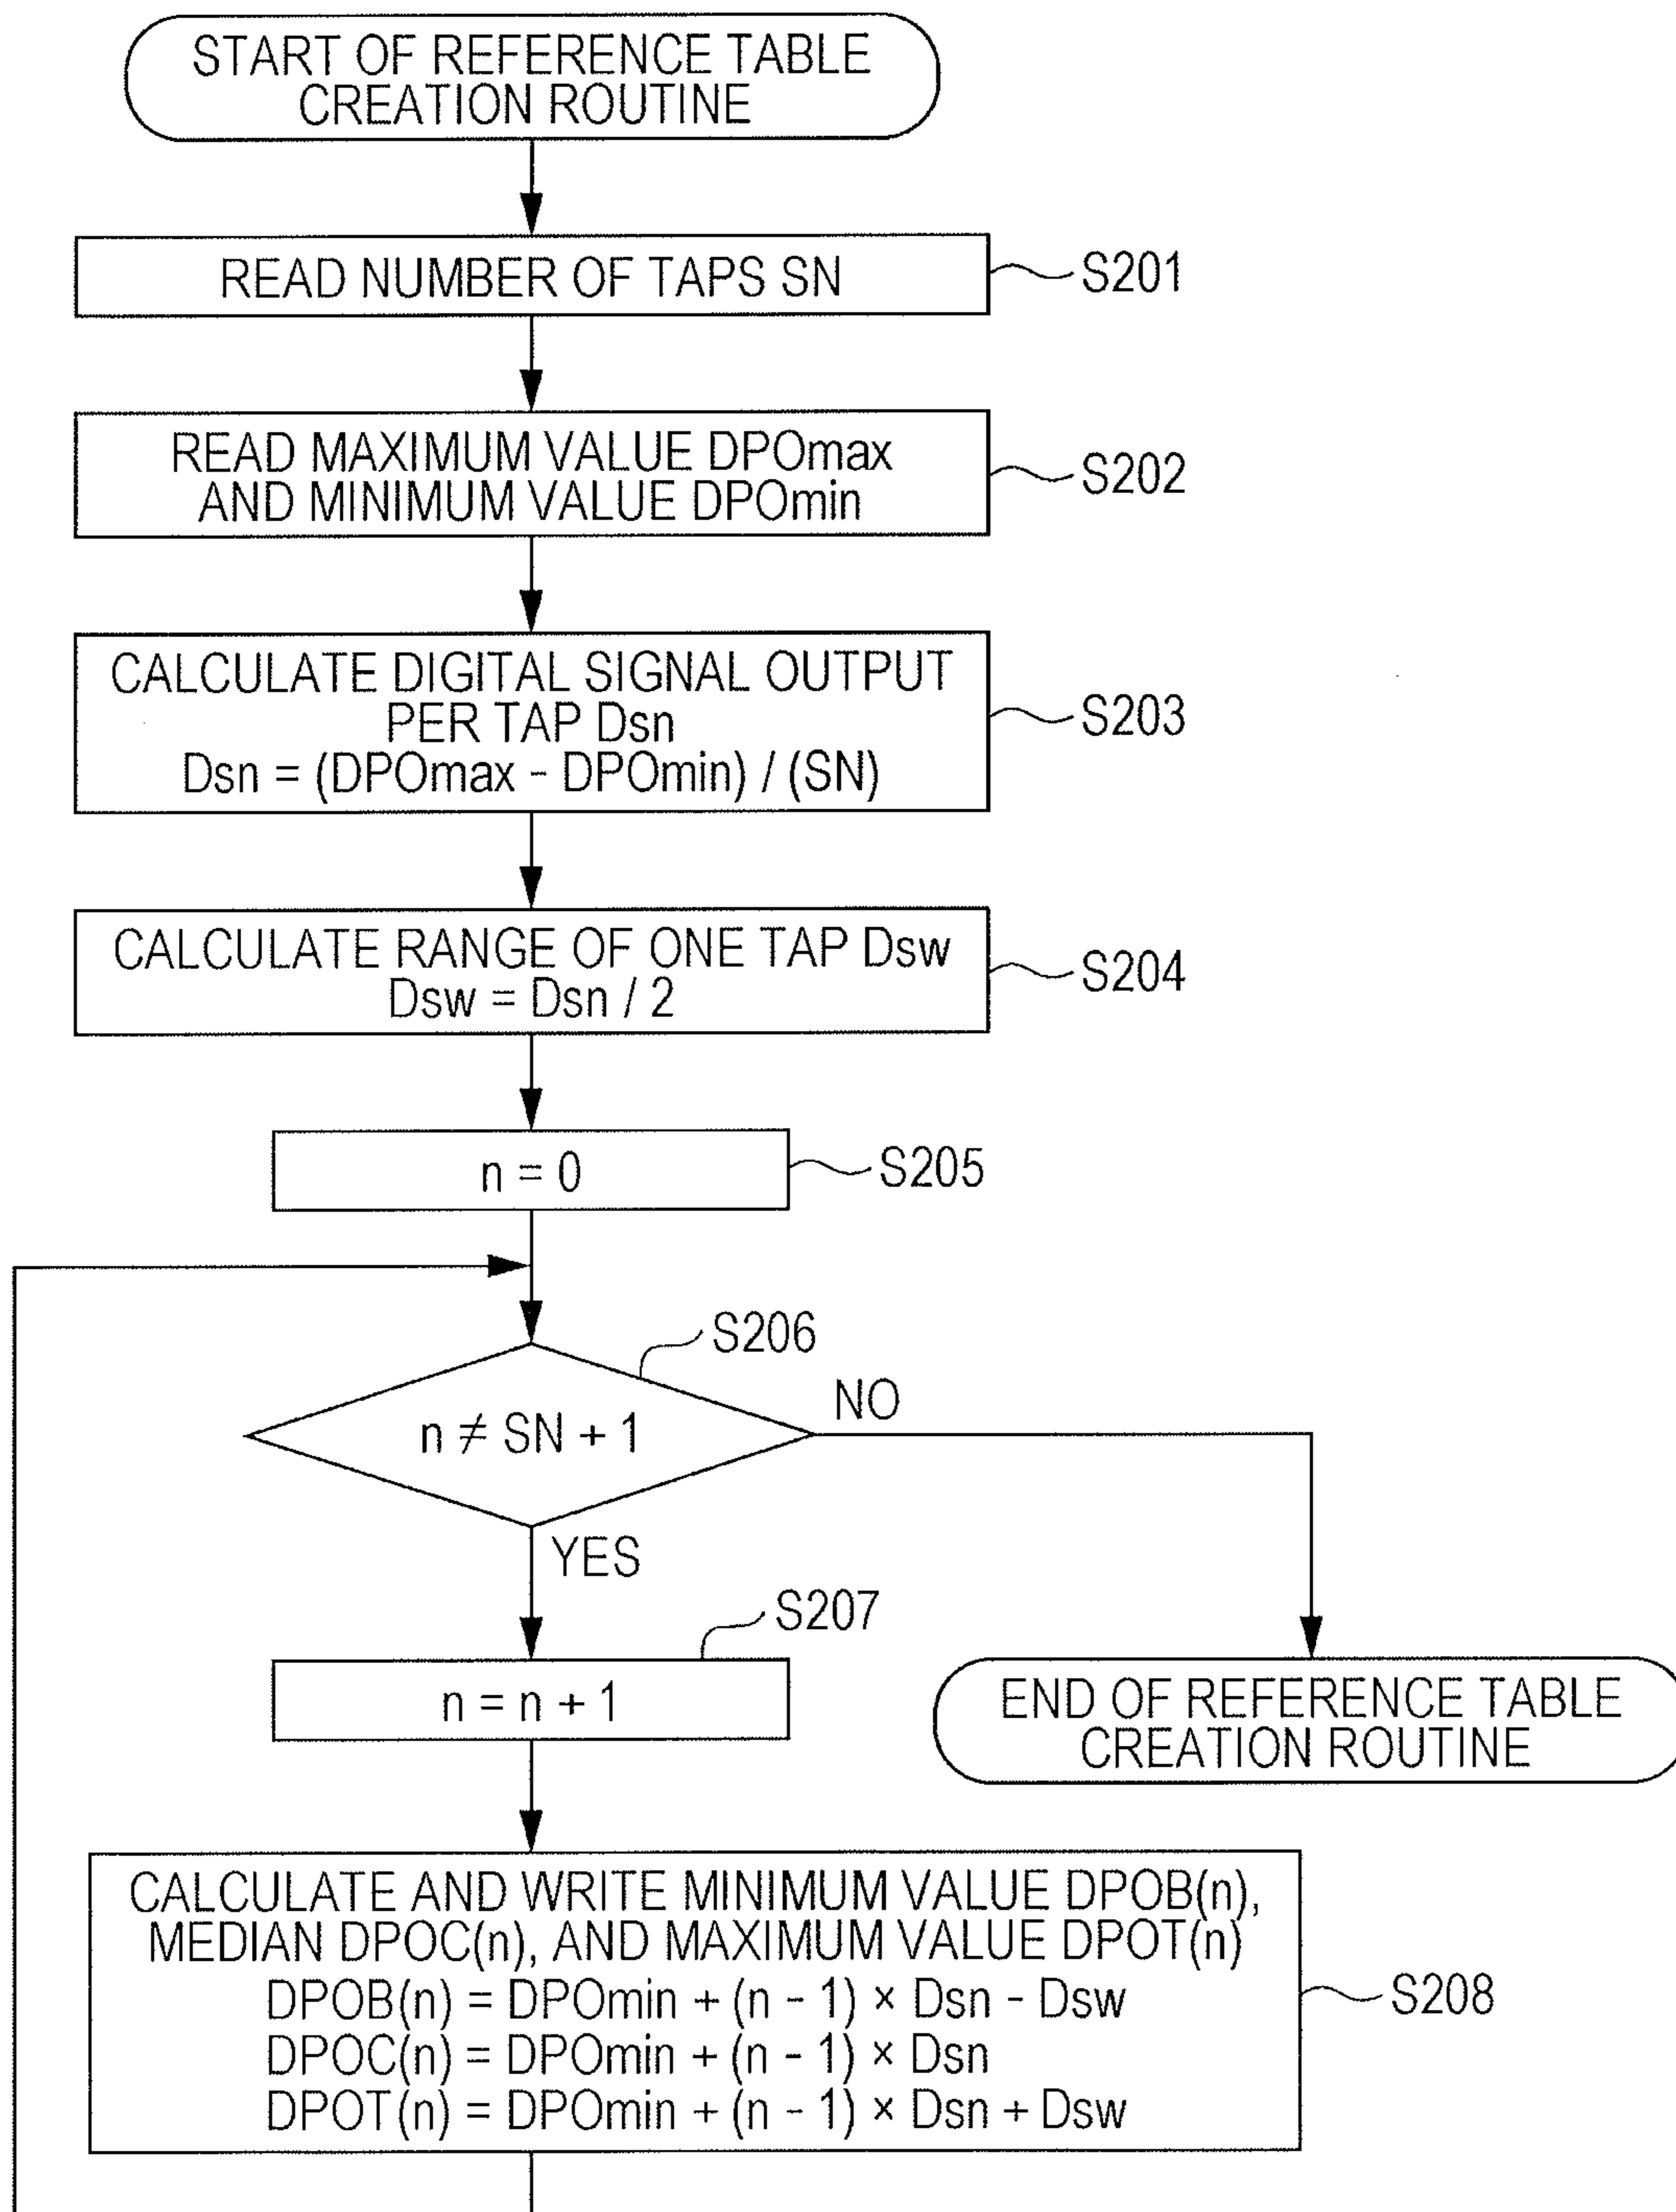 START OF REFERENCE TABLE
CREATION ROUTINE
READ NUMBER OF TAPS SN
S201
READ MAXIMUM VALUE DPOmax
AND MINIMUM VALUE DPOmin
S202
CALCULATE DIGITAL SIGNAL OUTPUT
PER TAP Dsn
Dsn = (DPOmax - DPOmin) / (SN)
S203
CALCULATE RANGE OF ONE TAP Dsw
Dsw = Dsn / 2
S204
n = 0
S205
S206
n ≠ SN + 1
NO
YES
S207
n = n + 1
END OF REFERENCE TABLE
CREATION ROUTINE
CALCULATE AND WRITE MINIMUM VALUE DPOB(n),
MEDIAN DPOC(n), AND MAXIMUM VALUE DPOT(n)
DPOB(n) = DPOmin + (n - 1) × Dsn - Dsw
DPOC(n) = DPOmin + (n - 1) × Dsn
DPOT(n) = DPOmin + (n - 1) × Dsn + Dsw
S208